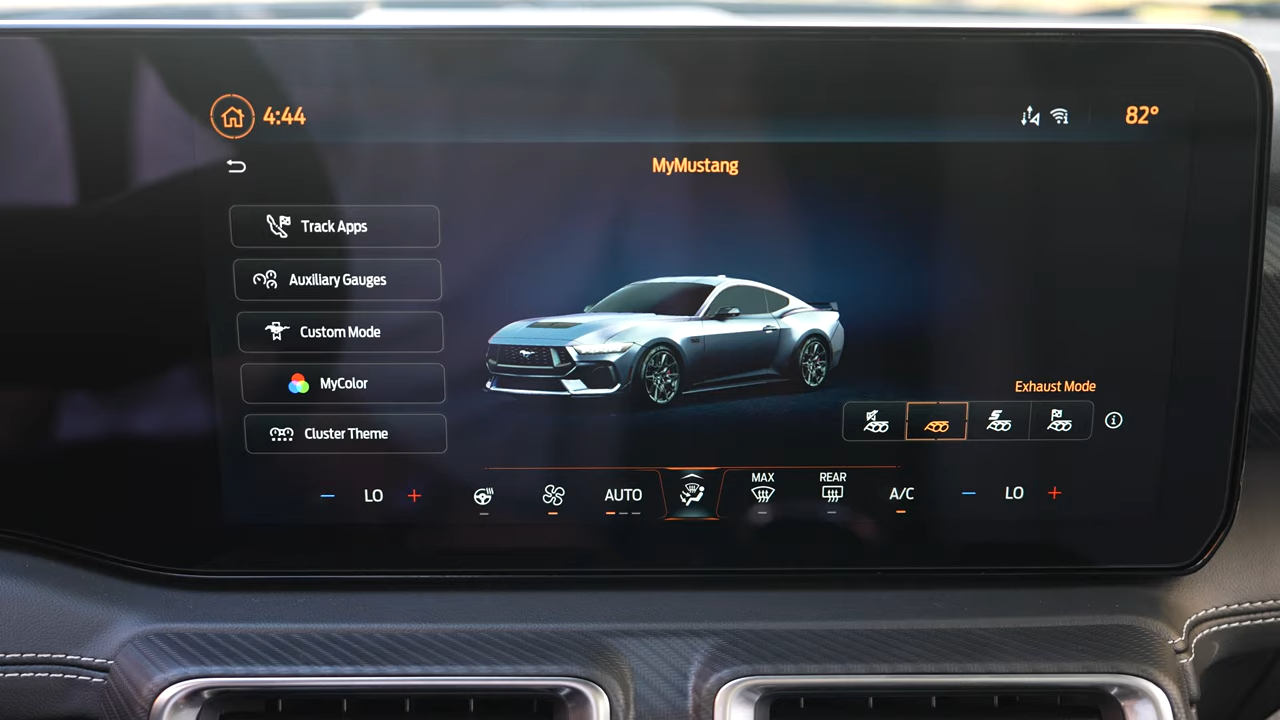 4:44
82°
MyMustang
Track Apps
Auxiliary Gauges
Custom Mode
MyColor
Cluster Theme
Exhaust Mode
S
LO
AUTO
MAX
REAR
A/C
LO